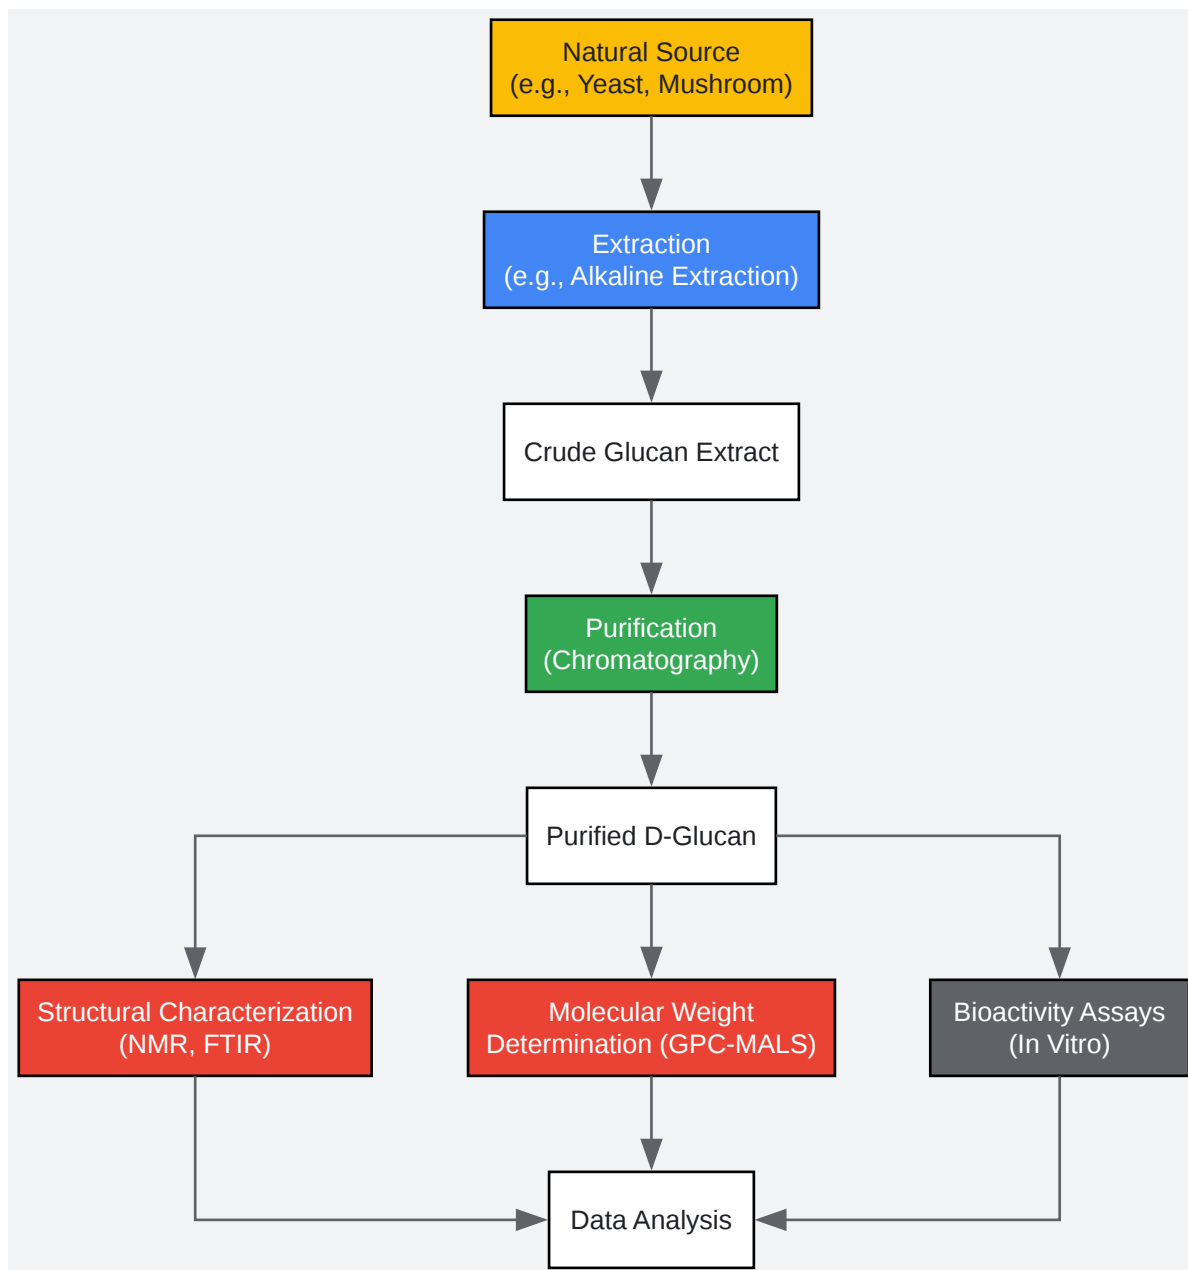 Natural Source
(e.g., Yeast, Mushroom)
Extraction
(e.g., Alkaline Extraction)
Crude Glucan Extract
Purification
(Chromatography)
Purified D-Glucan
Structural Characterization
(NMR, FTIR)
Molecular Weight
Determination (GPC-MALS)
Bioactivity Assays
(In Vitro)
Data Analysis